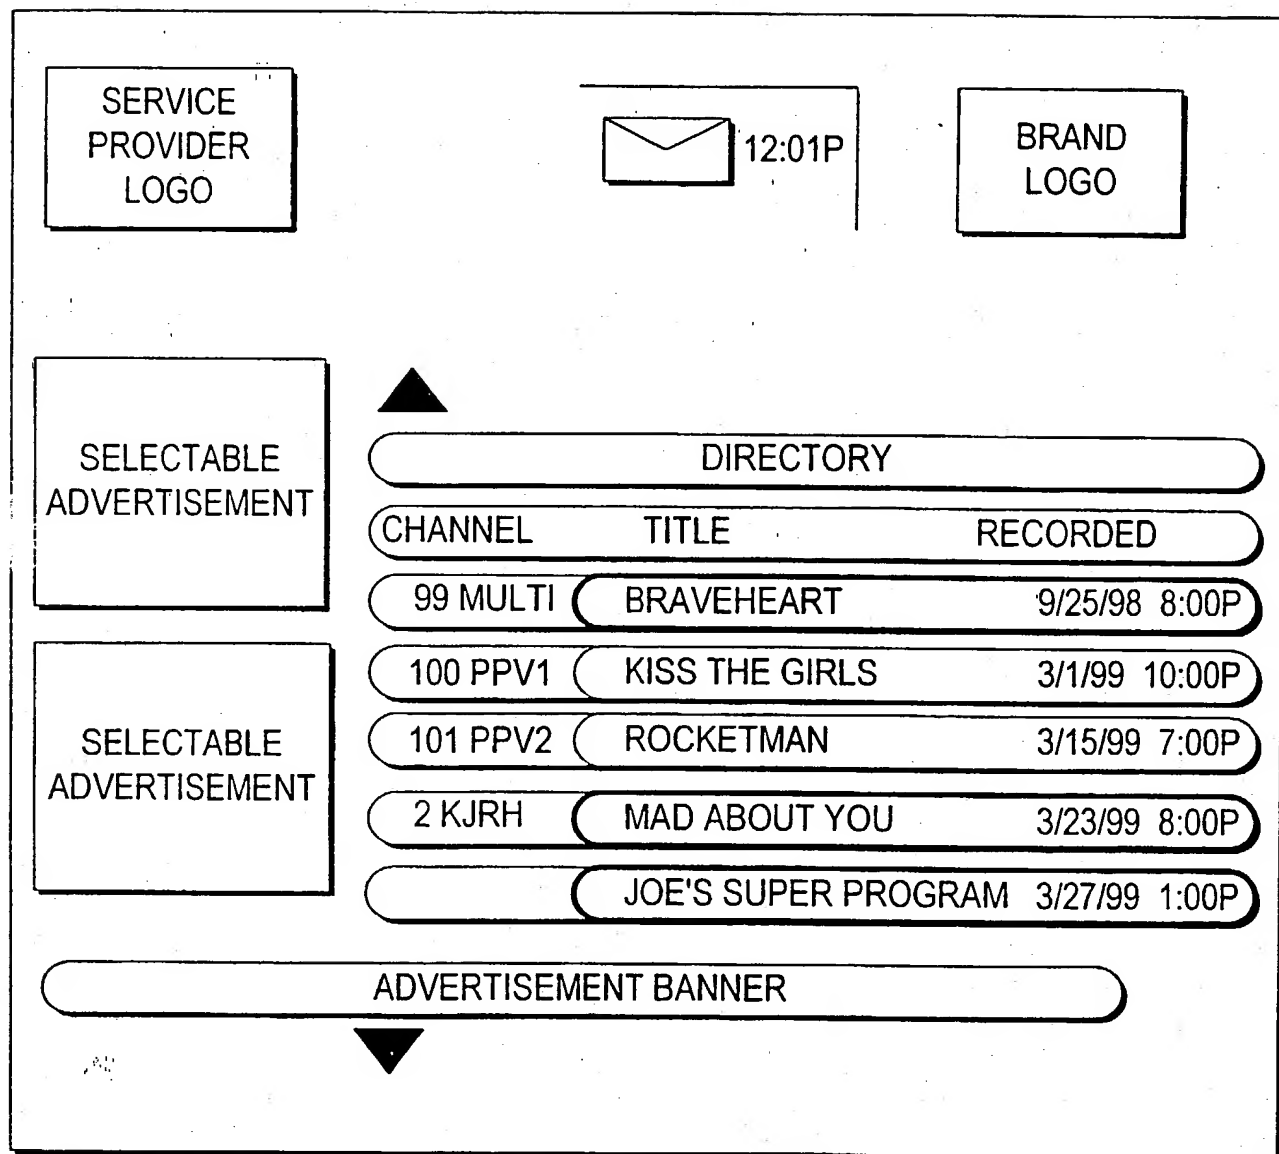 SERVICE
PROVIDER
LOGO
12:01P
BRAND
LOGO
SELECTABLE
ADVERTISEMENT
DIRECTORY
CHANNEL TITLE RECORDED
99 MULTI BRAVEHEART 9/25/98 8:00P
100 PPV1 KISS THE GIRLS 3/1/99 10:00P
101 PPV2 ROCKETMAN 3/15/99 7:00P
2 KJRH MAD ABOUT YOU 3/23/99 8:00P
JOE'S SUPER PROGRAM 3/27/99 1:00P
SELECTABLE
ADVERTISEMENT
ADVERTISEMENT BANNER